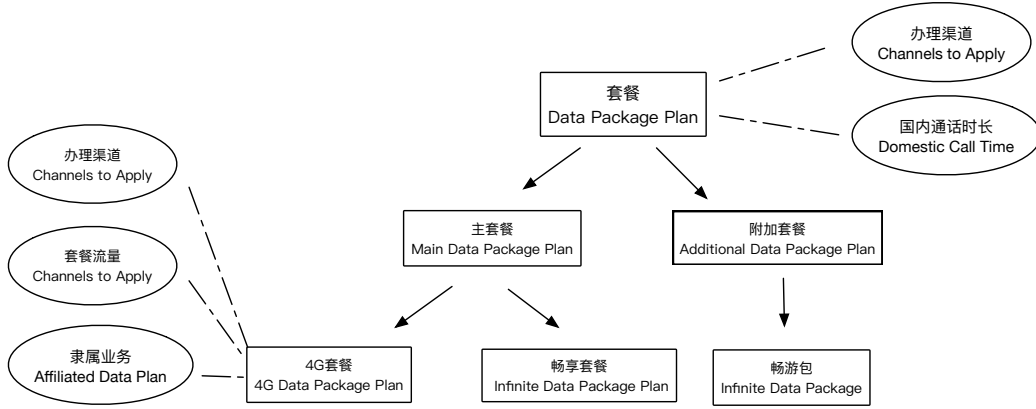 办理渠道
Channels to Apply
套餐
Data Package Plan
国内通话时长
Domestic Call Time
办理渠道
Channels to Apply
主套餐
Main Data Package Plan
附加套餐
Additional Data Package Plan
套餐流量
Channels to Apply
隶属业务
Affiliated Data Plan
4G套餐
4G Data Package Plan
畅享套餐
Infinite Data Package Plan
畅游包
Infinite Data Package